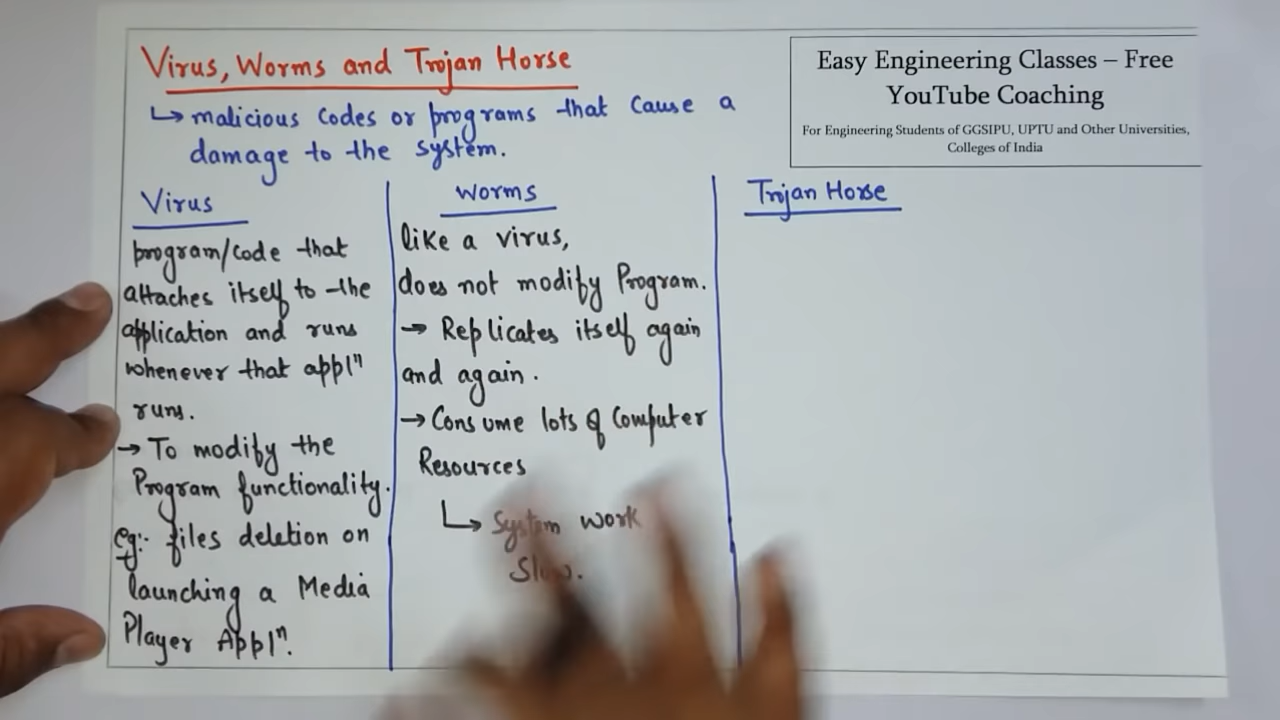 Virus, Worms and Trojan Horse
↳ malicious codes or programs that cause a
damage to the system.
Easy Engineering Classes – Free
YouTube Coaching
For Engineering Students of GGSIPU, UPTU and Other Universities,
Colleges of India
Virus
program/code that
attaches itself to the
application and runs
whenever that applⁿ
runs.
→ To modify the
Program functionality.
eg:- files deletion on
launching a Media
Player Applⁿ.
Worms
like a virus,
does not modify Program.
→ Replicates itself again
and again.
→ Consume lots of Computer
Resources
↳ System work
Slow.
Trojan Horse